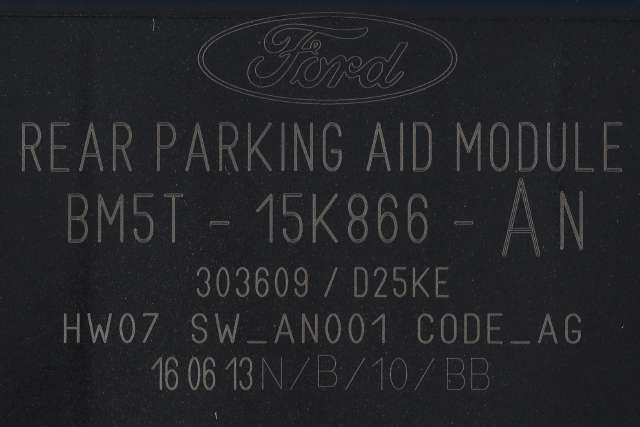 Ford
REAR PARKING AID MODULE
BM5T - 15K866 - AN
303609 / D25KE
HW07 SW_AN001 CODE_AG
16 06 13 N/B/10/BB